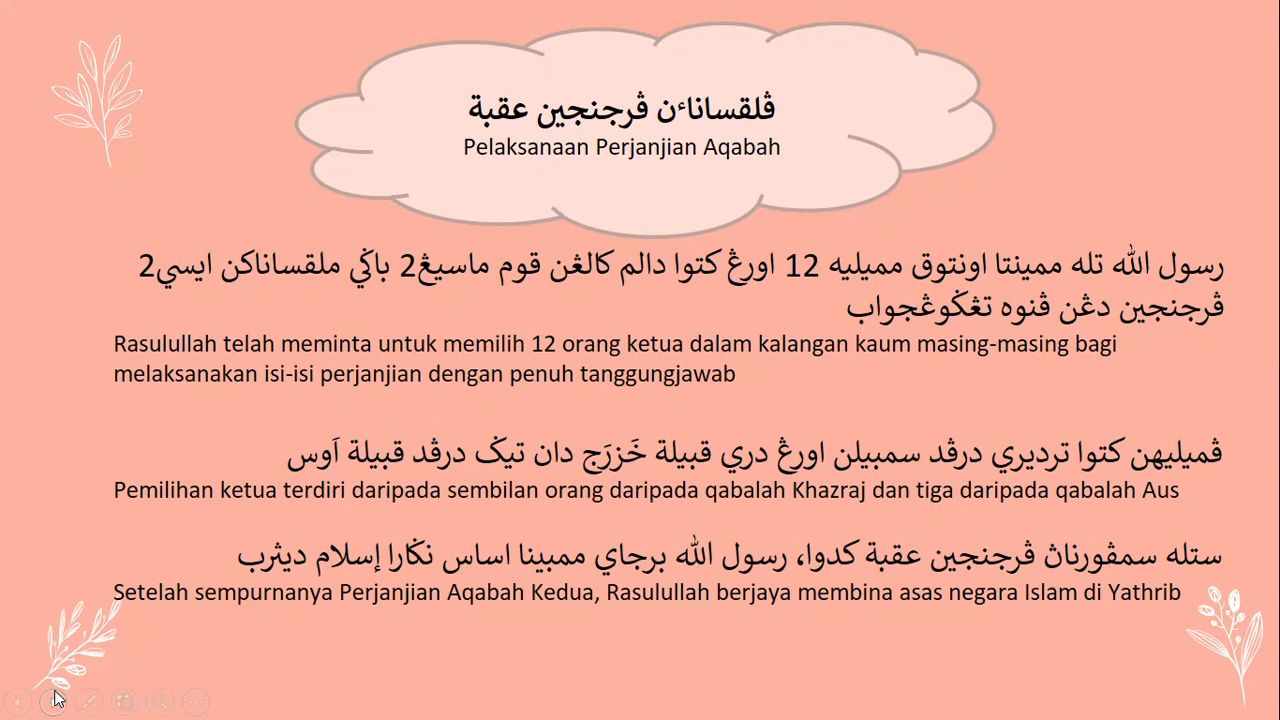 ڤلقساناءن ڤرجنجين عقبة
Pelaksanaan Perjanjian Aqabah
رسول الله تله ممينتا اونتوق مميليه 12 اورڠ كتوا دالم كالڠن قوم ماسيڠ2 باݢي ملقساناكن ايسي2
ڤرجنجين دڠن ڤنوه تڠݢوڠجواب
Rasulullah telah meminta untuk memilih 12 orang ketua dalam kalangan kaum masing-masing bagi
melaksanakan isi-isi perjanjian dengan penuh tanggungjawab
ڤميليهن كتوا ترديري درڤد سمبيلن اورڠ دري قبيلة خَزرَج دان تيݢ درڤد قبيلة اَوس
Pemilihan ketua terdiri daripada sembilan orang daripada qabalah Khazraj dan tiga daripada qabalah Aus
ستله سمڤورناڽ ڤرجنجين عقبة كدوا، رسول الله برجاي ممبينا اساس نݢارا إسلام ديثرب
Setelah sempurnanya Perjanjian Aqabah Kedua, Rasulullah berjaya membina asas negara Islam di Yathrib